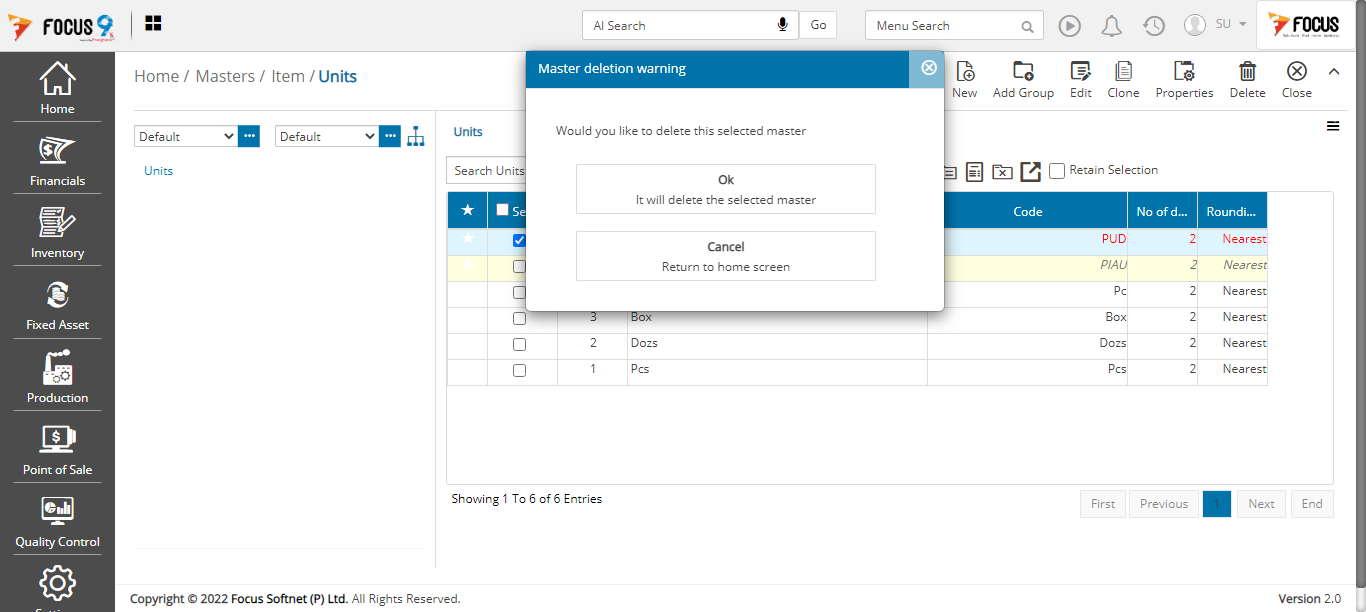 FOCUS 9
AI Search
Go
Menu Search
SU
FOCUS
Home / Masters / Item / Units
New
Add Group
Edit
Clone
Properties
Delete
Close
Master deletion warning
Would you like to delete this selected master
Ok
It will delete the selected master
Cancel
Return to home screen
Home
Financials
Inventory
Fixed Asset
Production
Point of Sale
Quality Control
Default
Default
Units
Units
Search Units
Retain Selection
Se
Code
No of d...
Roundi...
PUD 2 Nearest
PIAU 2 Nearest
Pc 2 Nearest
3 Box Box 2 Nearest
2 Dozs Dozs 2 Nearest
1 Pcs Pcs 2 Nearest
Showing 1 To 6 of 6 Entries
First
Previous
1
Next
End
Copyright © 2022 Focus Softnet (P) Ltd. All Rights Reserved.
Version 2.0